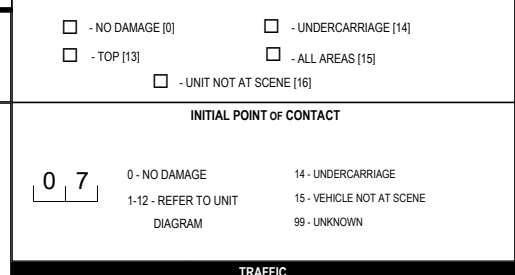 ☐ - NO DAMAGE [0] ☐ - UNDERCARRIAGE [14]
☐ - TOP [13] ☐ - ALL AREAS [15]
☐ - UNIT NOT AT SCENE [16]
INITIAL POINT OF CONTACT
0 7
0 - NO DAMAGE 14 - UNDERCARRIAGE
1-12 - REFER TO UNIT 15 - VEHICLE NOT AT SCENE
DIAGRAM 99 - UNKNOWN
TRAFFIC